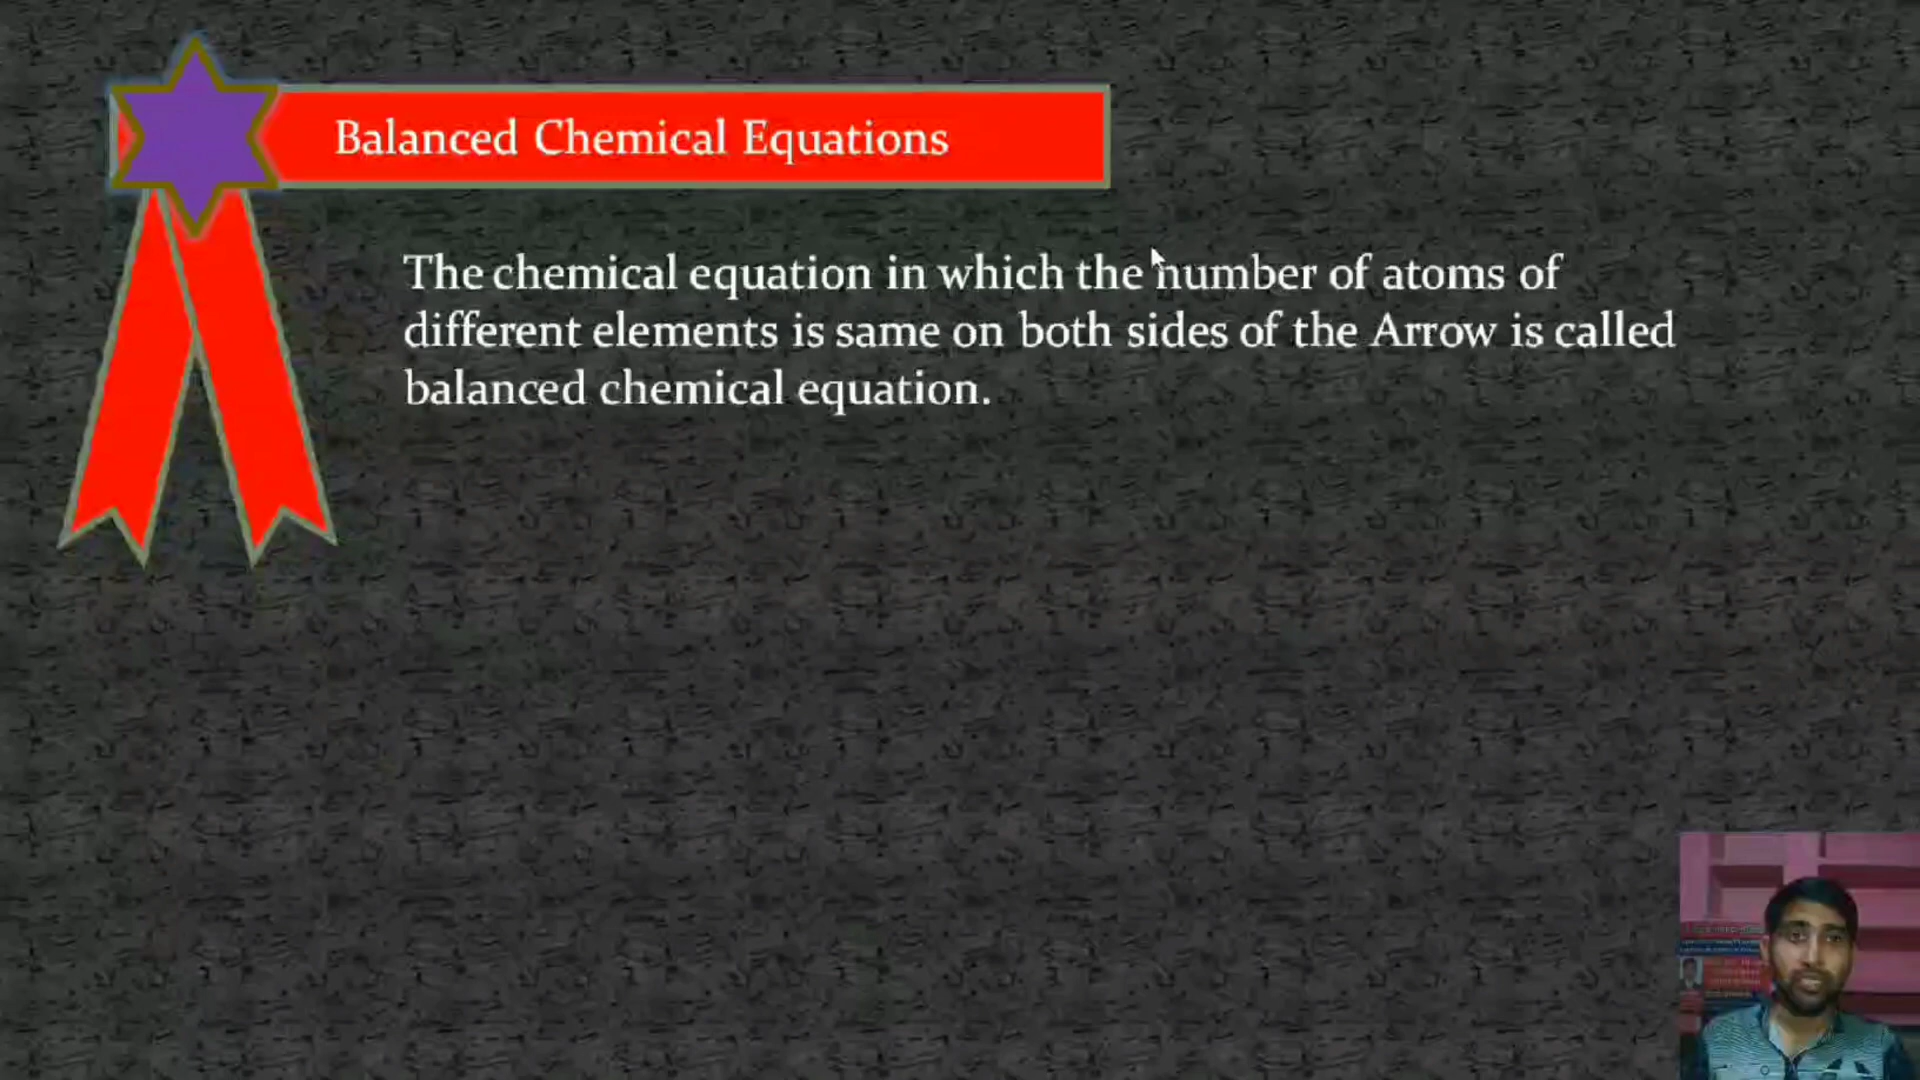 Balanced Chemical Equations
The chemical equation in which the number of atoms of
different elements is same on both sides of the Arrow is called
balanced chemical equation.